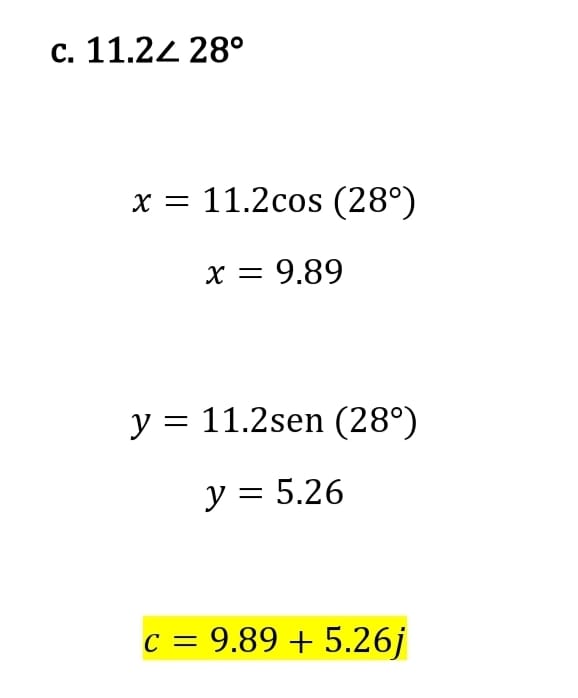 c. 11.2∠ 28°
x = 11.2cos (28°)
x = 9.89
y = 11.2sen (28°)
y = 5.26
c = 9.89 + 5.26j